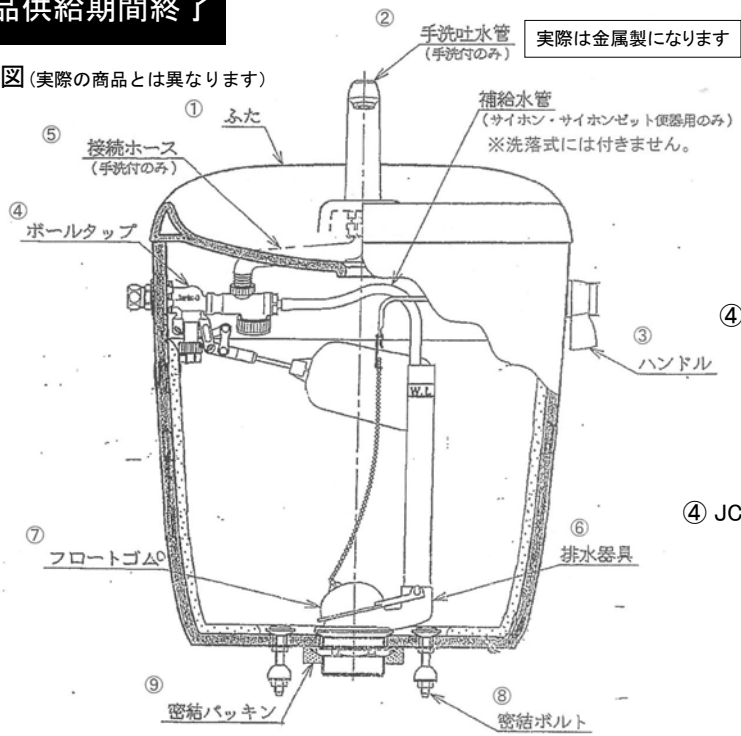 品供給期間終了
図(実際の商品とは異なります)
②
手洗吐水管
(手洗付のみ)
実際は金属製になります
①
ふた
補給水管
(サイホン・サイホンゼット便器用のみ)
※洗落式には付きません。
⑤
接続ホース
(手洗付のみ)
④
ボールタップ
④
③
ハンドル
W.L
④ JC
⑦
フロートゴム
⑥
排水器具
⑨
密結パッキン
⑧
密結ボルト